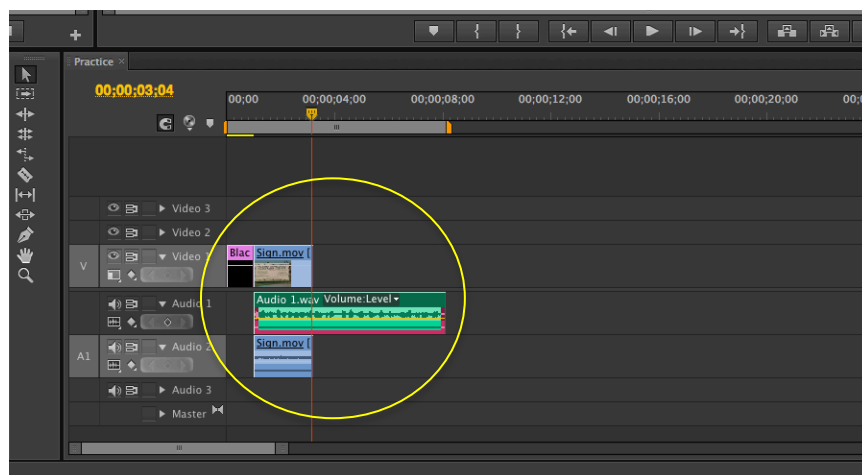 Practice ×
00;00;03;04
00;00 00;00;04;00 00;00;08;00 00;00;12;00 00;00;16;00 00;00;20;00 00;
Video 3
Video 2
V Video 1 Blac Sign.mov [
Audio 1 Audio 1.wav Volume:Level
A1 Audio 2 Sign.mov [
Audio 3
Master